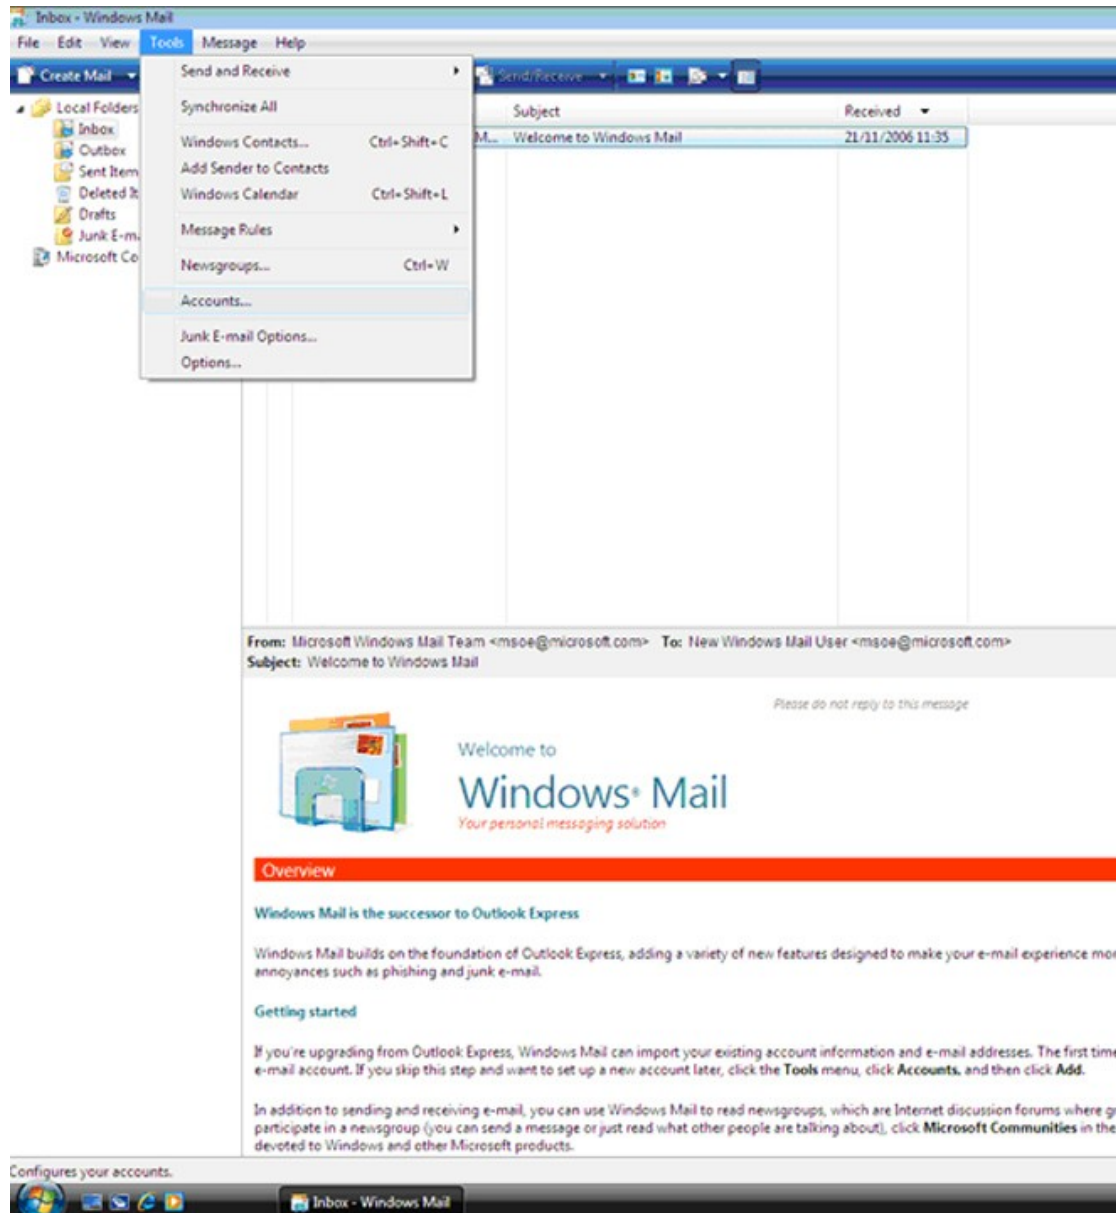 Inbox - Windows Mail
File Edit View Tools Message Help
Create Mail Send/Receive
Send and Receive
Synchronize All
Windows Contacts... Ctrl+Shift+C
Add Sender to Contacts
Windows Calendar Ctrl+Shift+L
Message Rules
Newsgroups... Ctrl+W
Accounts...
Junk E-mail Options...
Options...
Local Folders
Inbox
Outbox
Sent Item
Deleted It
Drafts
Junk E-ma
Microsoft Co
Subject Received
M... Welcome to Windows Mail 21/11/2006 11:35
From: Microsoft Windows Mail Team <msoe@microsoft.com> To: New Windows Mail User <msoe@microsoft.com>
Subject: Welcome to Windows Mail
Please do not reply to this message
Welcome to
Windows® Mail
Your personal messaging solution
Overview
Windows Mail is the successor to Outlook Express
Windows Mail builds on the foundation of Outlook Express, adding a variety of new features designed to make your e-mail experience mor
annoyances such as phishing and junk e-mail.
Getting started
If you're upgrading from Outlook Express, Windows Mail can import your existing account information and e-mail addresses. The first time
e-mail account. If you skip this step and want to set up a new account later, click the Tools menu, click Accounts, and then click Add.
In addition to sending and receiving e-mail, you can use Windows Mail to read newsgroups, which are Internet discussion forums where gr
participate in a newsgroup (you can send a message or just read what other people are talking about), click Microsoft Communities in the
devoted to Windows and other Microsoft products.
Configures your accounts.
Inbox - Windows Mail